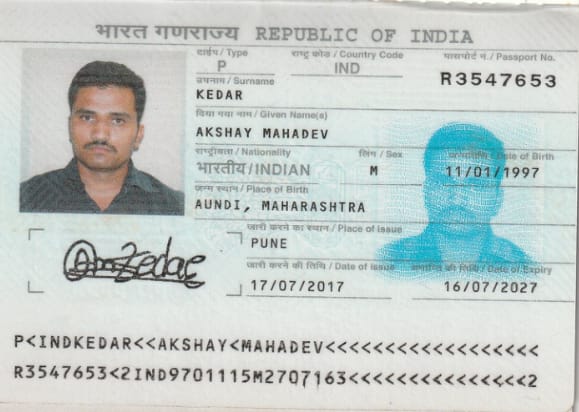 भारत गणराज्य REPUBLIC OF INDIA
टाईप / Type राष्ट्र कोड / Country Code पासपोर्ट नं. / Passport No.
P IND R3547653
उपनाम / Surname
KEDAR
दिया गया नाम / Given Name(s)
AKSHAY MAHADEV
राष्ट्रीयता / Nationality लिंग / Sex जन्मतिथि / Date of Birth
भारतीय / INDIAN M 11/01/1997
जन्म स्थान / Place of Birth
AUNDI, MAHARASHTRA
जारी करने का स्थान / Place of Issue
PUNE
जारी करने की तिथि / Date of Issue समाप्ति की तिथि / Date of Expiry
17/07/2017 16/07/2027
P<INDKEDAR<<AKSHAY<MAHADEV<<<<<<<<<<<<<<<<<<
R3547653<2IND9701115M2707163<<<<<<<<<<<<<<<2